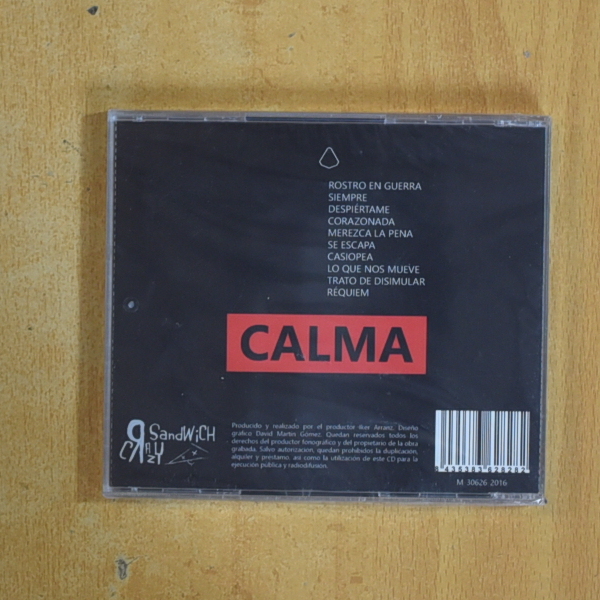 ROSTRO EN GUERRA
SIEMPRE
DESPIÉRTAME
CORAZONADA
MEREZCA LA PENA
SE ESCAPA
CASIOPEA
LO QUE NOS MUEVE
TRATO DE DISIMULAR
RÉQUIEM
CALMA
SandWiCH
CRAZY
Producido y realizado por el productor Iker Arranz. Diseño
gráfico David Martín Gómez. Quedan reservados todos los
derechos del productor fonográfico y del propietario de la obra
grabada. Salvo autorización, quedan prohibidos la duplicación,
alquiler y préstamo, así como la utilización de este CD para la
ejecución pública y radiodifusión.
M 30626 2016